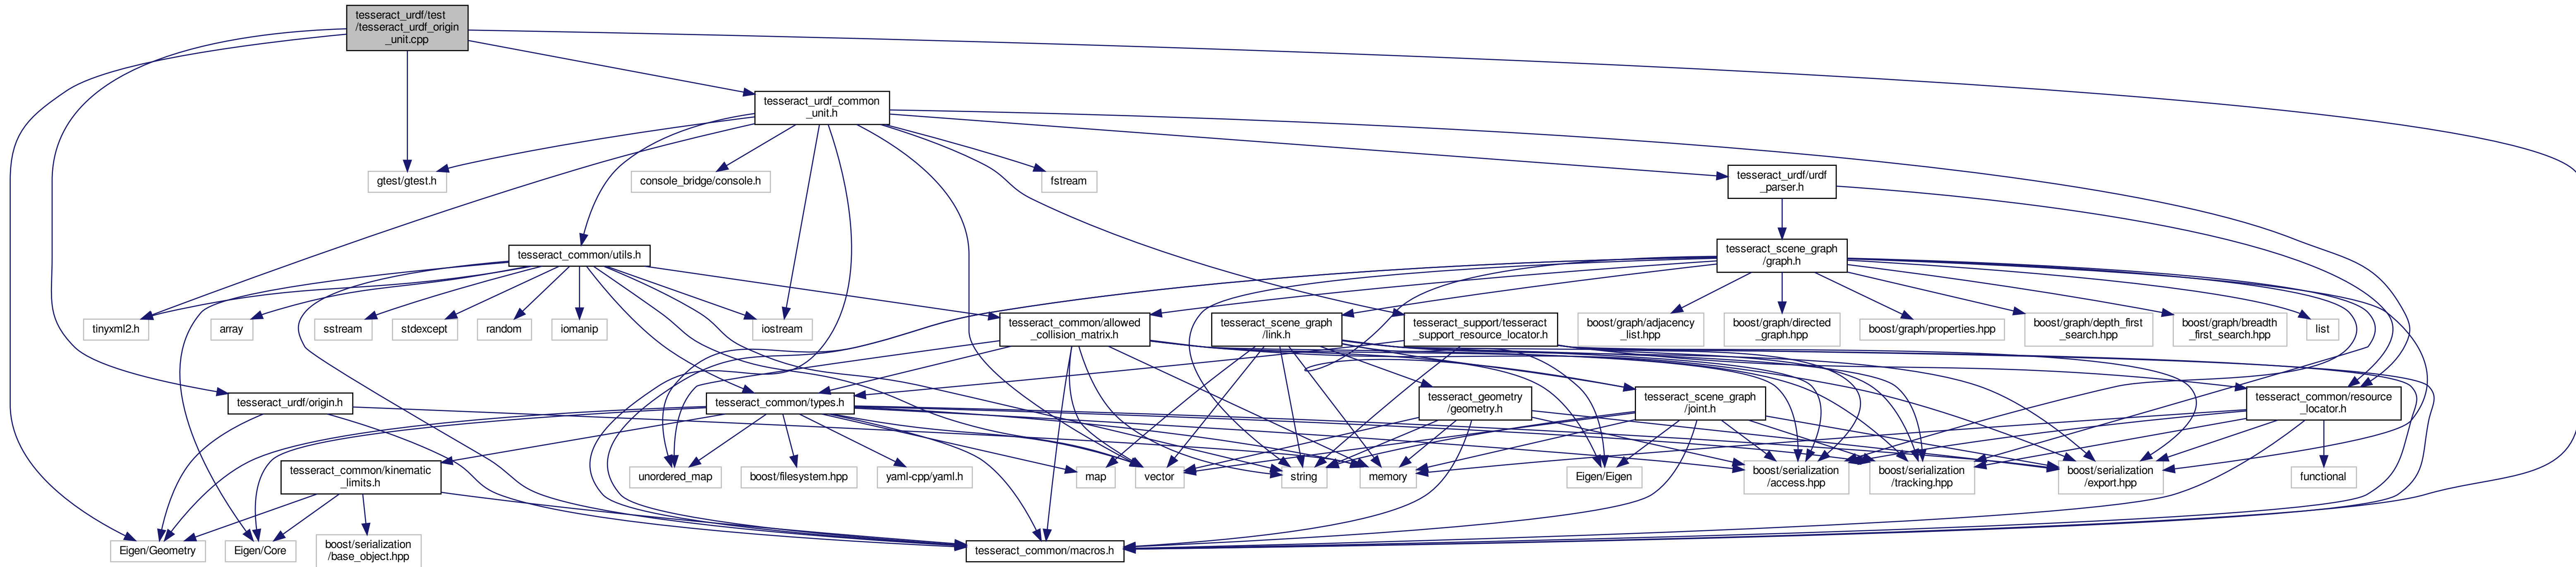 tesseract_urdf/test
/tesseract_urdf_origin
_unit.cpp
tesseract_urdf_common
_unit.h
gtest/gtest.h
console_bridge/console.h
fstream
tesseract_urdf/urdf
_parser.h
tesseract_common/utils.h
tesseract_scene_graph
/graph.h
tinyxml2.h
array
sstream
stdexcept
random
iomanip
iostream
tesseract_common/allowed
_collision_matrix.h
tesseract_scene_graph
/link.h
tesseract_support/tesseract
_support_resource_locator.h
boost/graph/adjacency
_list.hpp
boost/graph/directed
_graph.hpp
boost/graph/properties.hpp
boost/graph/depth_first
_search.hpp
boost/graph/breadth
_first_search.hpp
list
tesseract_urdf/origin.h
tesseract_common/types.h
tesseract_geometry
/geometry.h
tesseract_scene_graph
/joint.h
tesseract_common/resource
_locator.h
tesseract_common/kinematic
_limits.h
unordered_map
boost/filesystem.hpp
yaml-cpp/yaml.h
map
vector
string
memory
Eigen/Eigen
boost/serialization
/access.hpp
boost/serialization
/tracking.hpp
boost/serialization
/export.hpp
functional
Eigen/Geometry
Eigen/Core
boost/serialization
/base_object.hpp
tesseract_common/macros.h